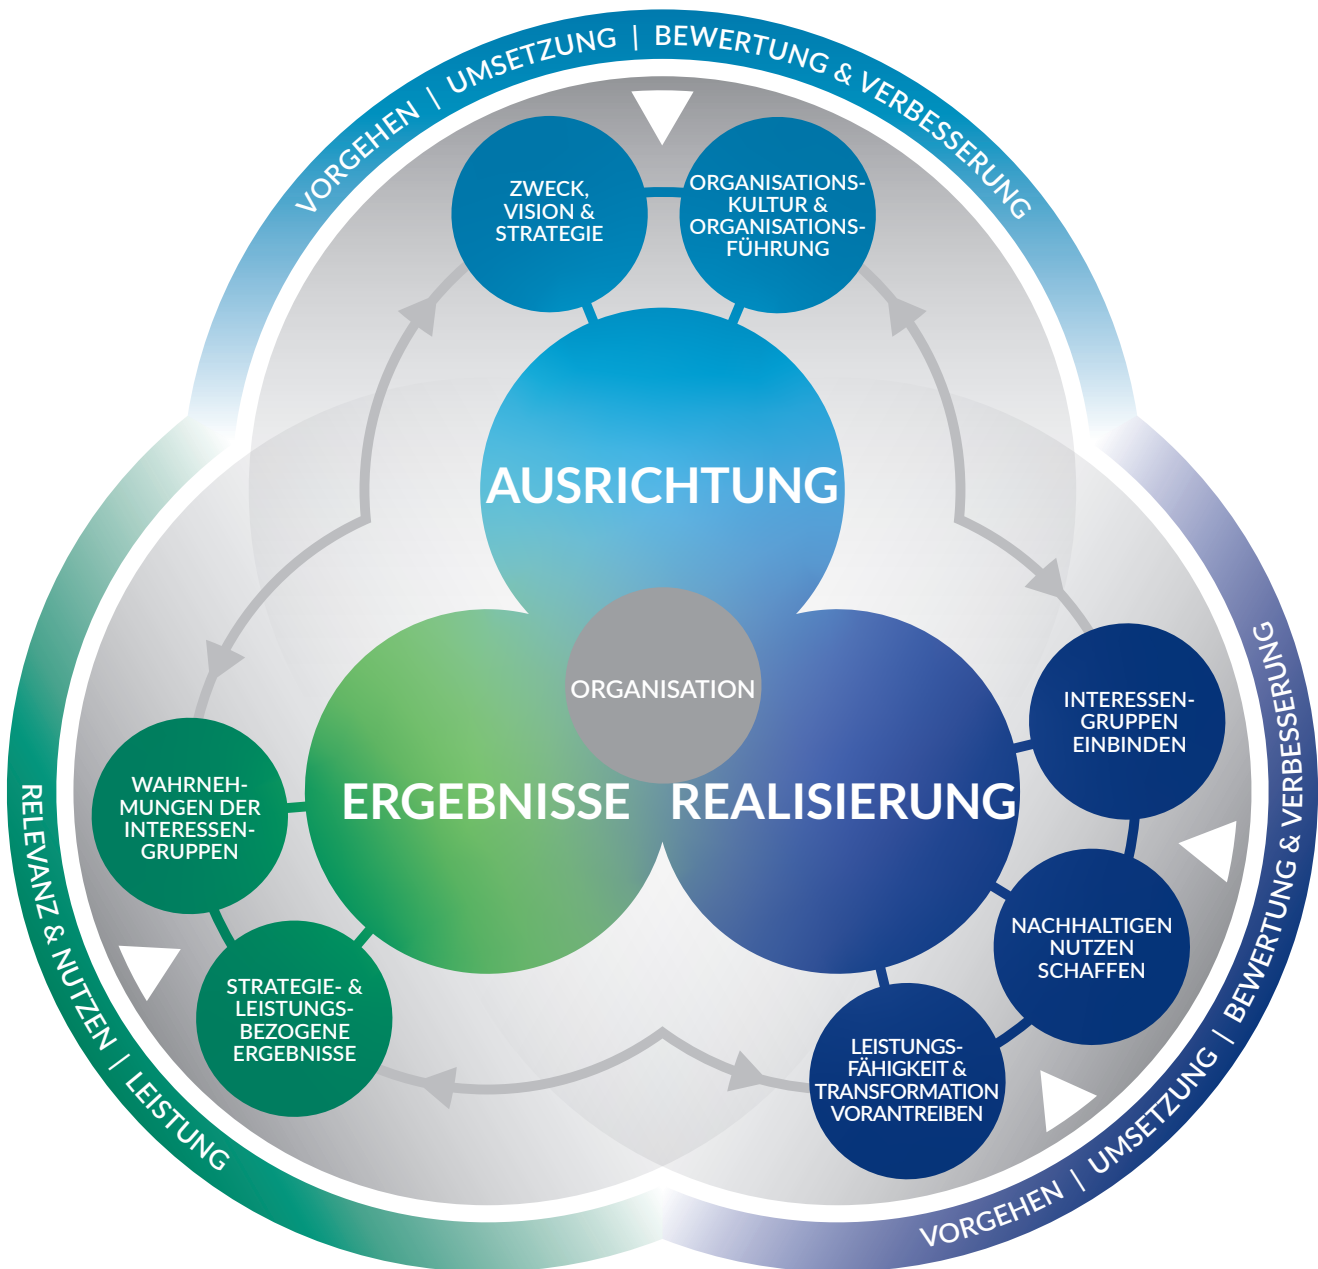 VORGEHEN | UMSETZUNG | BEWERTUNG & VERBESSERUNG
ZWECK,
VISION &
STRATEGIE
ORGANISATIONS-
KULTUR &
ORGANISATIONS-
FÜHRUNG
AUSRICHTUNG
ORGANISATION
ERGEBNISSE
REALISIERUNG
INTERESSEN-
GRUPPEN
EINBINDEN
NACHHALTIGEN
NUTZEN
SCHAFFEN
LEISTUNGS-
FÄHIGKEIT &
TRANSFORMATION
VORANTREIBEN
WAHRNEH-
MUNGEN DER
INTERESSEN-
GRUPPEN
STRATEGIE- &
LEISTUNGS-
BEZOGENE
ERGEBNISSE
RELEVANZ & NUTZEN | LEISTUNG
VORGEHEN | UMSETZUNG | BEWERTUNG & VERBESSERUNG